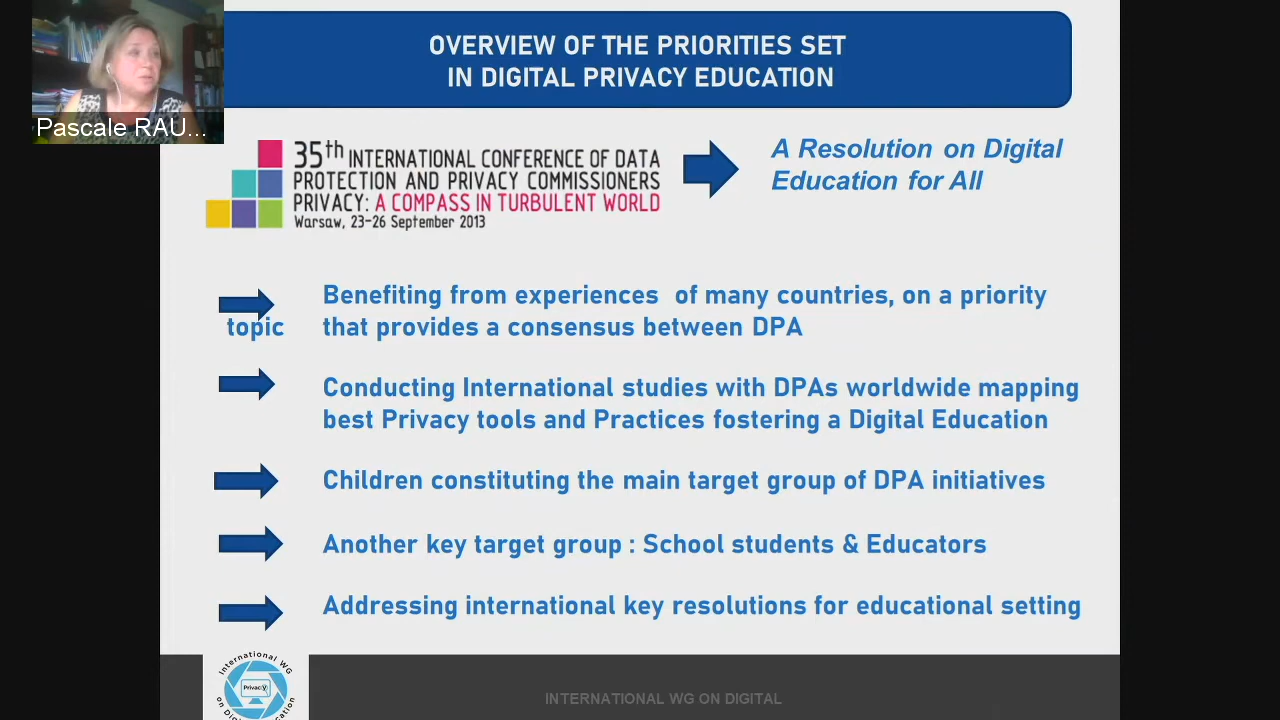 OVERVIEW OF THE PRIORITIES SET
IN DIGITAL PRIVACY EDUCATION
Pascale RAU...
35th INTERNATIONAL CONFERENCE OF DATA
PROTECTION AND PRIVACY COMMISSIONERS
PRIVACY: A COMPASS IN TURBULENT WORLD
Warsaw, 23-26 September 2013
A Resolution on Digital
Education for All
Benefiting from experiences of many countries, on a priority
topic that provides a consensus between DPA
Conducting International studies with DPAs worldwide mapping
best Privacy tools and Practices fostering a Digital Education
Children constituting the main target group of DPA initiatives
Another key target group : School students & Educators
Addressing international key resolutions for educational setting
International WG
Privacy
on Digital Education
INTERNATIONAL WG ON DIGITAL